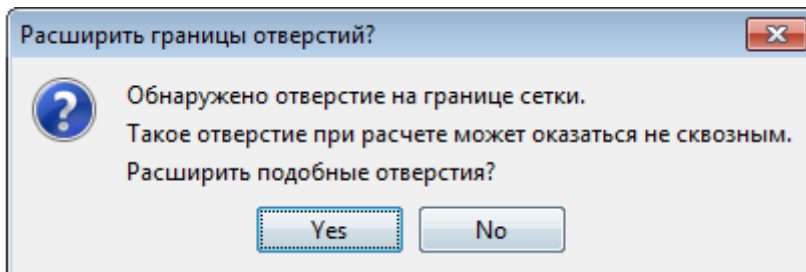 Расширить границы отверстий?
Обнаружено отверстие на границе сетки.
Такое отверстие при расчете может оказаться не сквозным.
Расширить подобные отверстия?
Yes
No